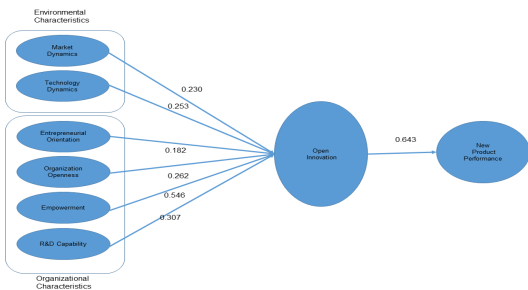 Environmental
Characteristics
Market
Dynamics
Technology
Dynamics
Entrepreneurial
Orientation
Organization
Openness
Empowerment
R&D Capability
Organizational
Characteristics
0.230
0.253
0.182
0.262
0.546
0.307
Open
Innovation
0.643
New
Product
Performance